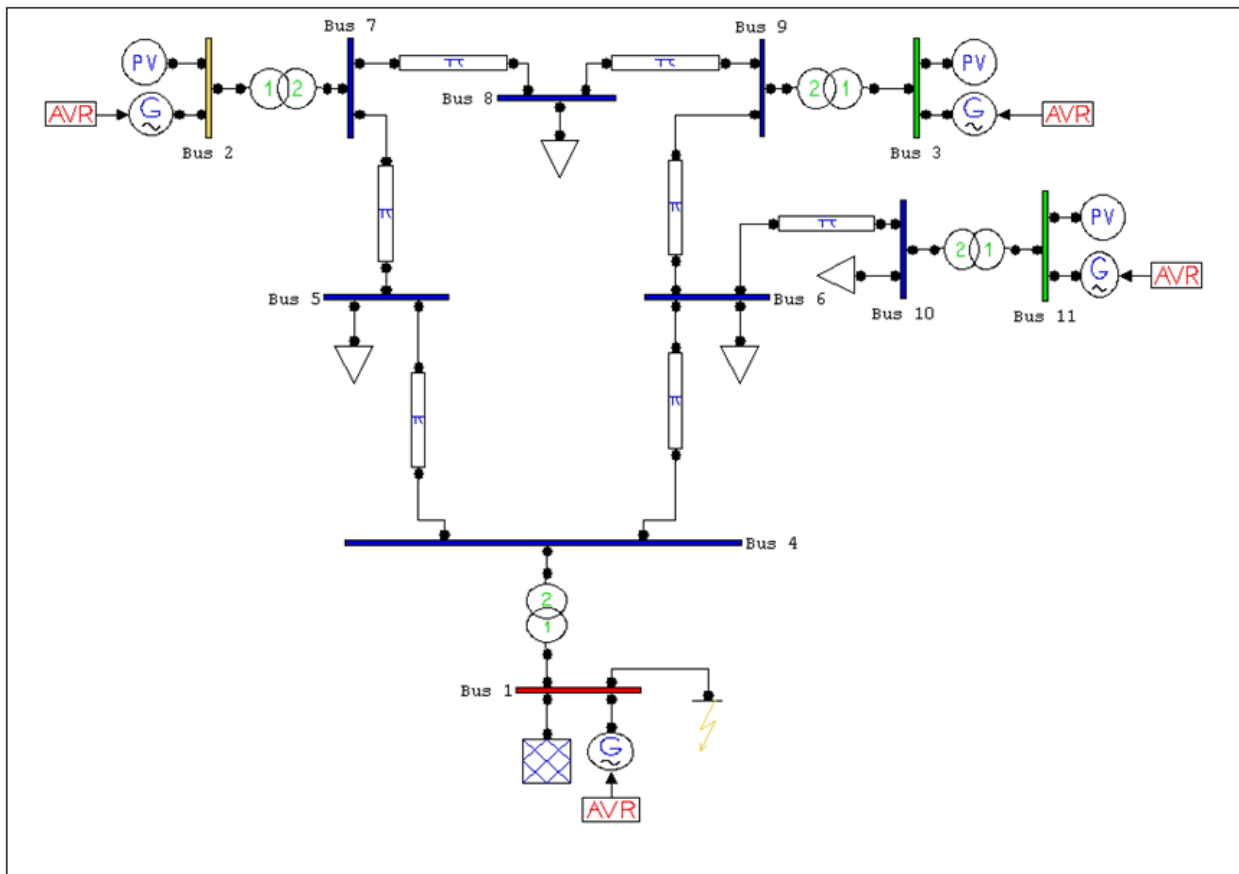 Bus 7
Bus 9
PV
1 2
π
π
2 1
PV
Bus 8
AVR
G
~
Bus 2
G
~
AVR
Bus 3
π
π
π
2 1
PV
G
~
AVR
Bus 5
Bus 6
Bus 10
Bus 11
π
π
Bus 4
2
1
Bus 1
G
~
AVR